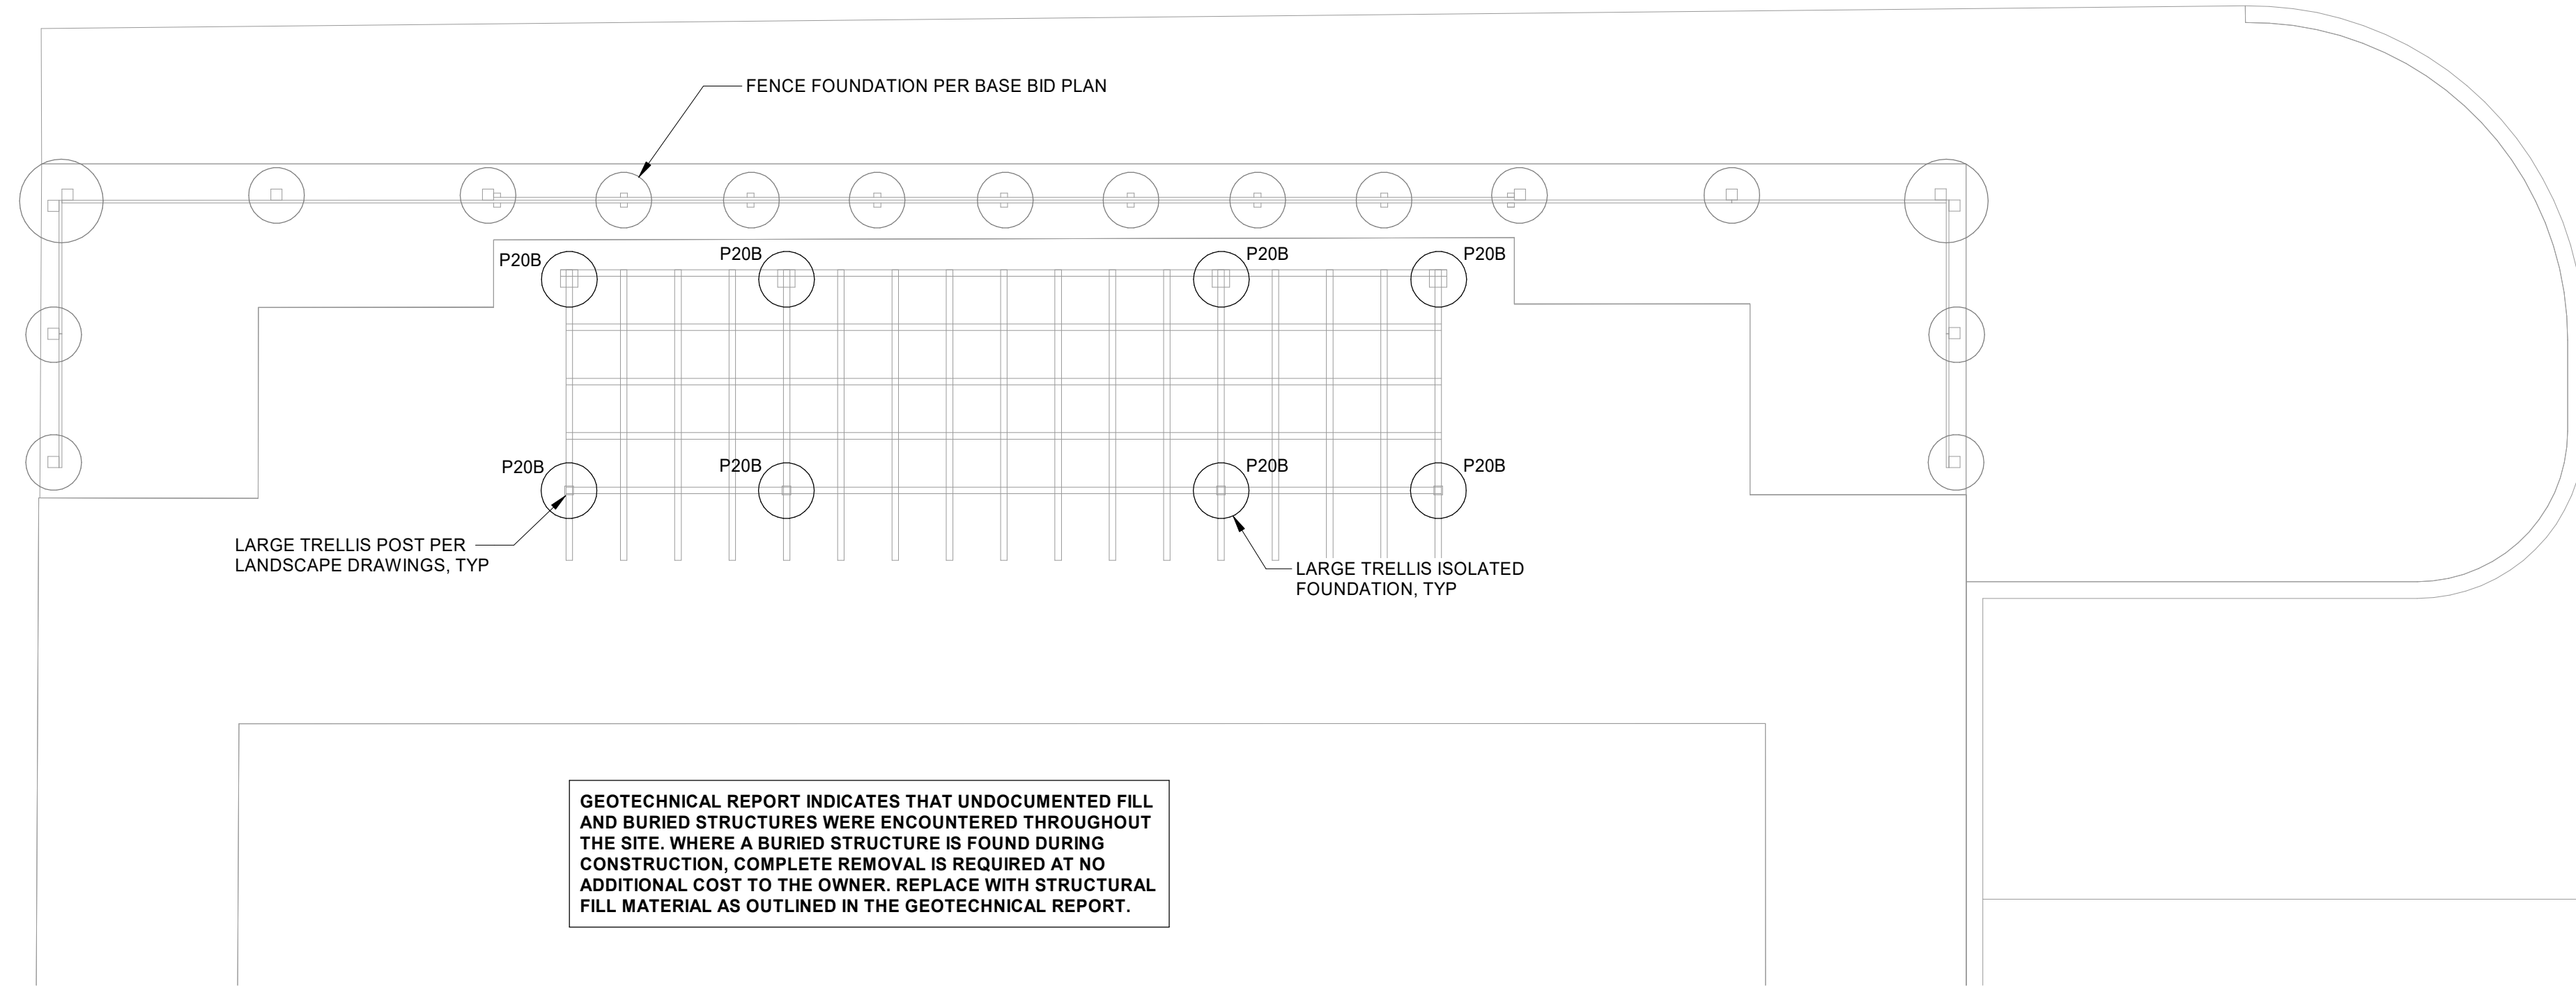 FENCE FOUNDATION PER BASE BID PLAN
P20B
P20B
P20B
P20B
P20B
P20B
P20B
P20B
LARGE TRELLIS POST PER
LANDSCAPE DRAWINGS, TYP
LARGE TRELLIS ISOLATED
FOUNDATION, TYP
GEOTECHNICAL REPORT INDICATES THAT UNDOCUMENTED FILL
AND BURIED STRUCTURES WERE ENCOUNTERED THROUGHOUT
THE SITE. WHERE A BURIED STRUCTURE IS FOUND DURING
CONSTRUCTION, COMPLETE REMOVAL IS REQUIRED AT NO
ADDITIONAL COST TO THE OWNER. REPLACE WITH STRUCTURAL
FILL MATERIAL AS OUTLINED IN THE GEOTECHNICAL REPORT.